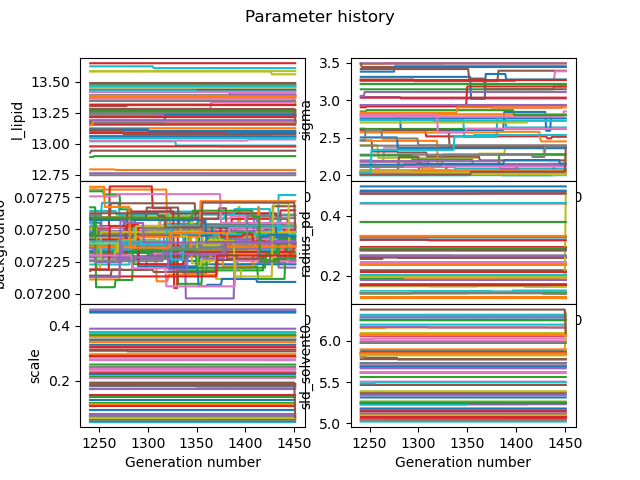 Parameter history
l_lipid
13.50
13.25
13.00
12.75
sigma
3.5
3.0
2.5
2.0
background0
0.07275
0.07250
0.07225
0.07200
radius_pd
0.4
0.2
scale
0.4
0.2
1250 1300 1350 1400 1450
Generation number
sld_solvent0
6.0
5.5
5.0
1250 1300 1350 1400 1450
Generation number